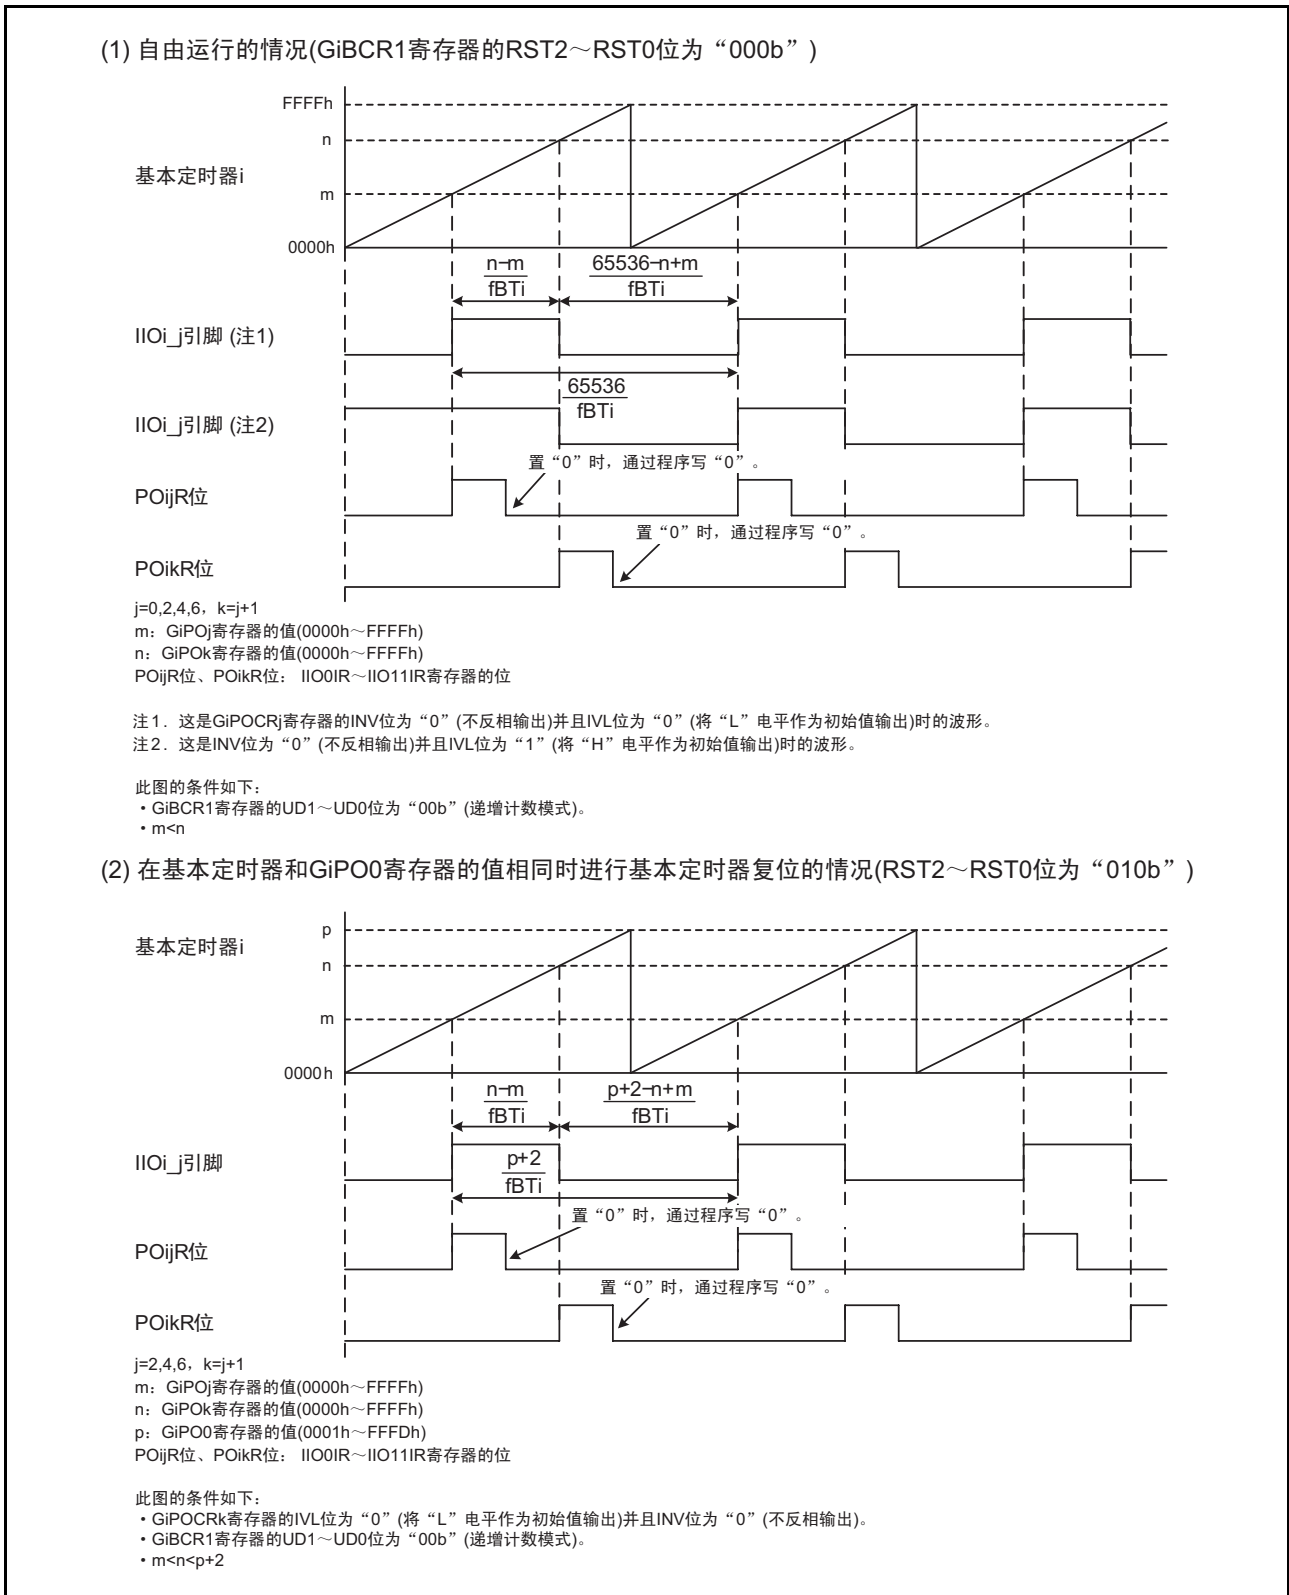 (1) 自由运行的情况(GiBCR1寄存器的RST2～RST0位为“000b”)
FFFFh
n
基本定时器i
m
0000h
n−m
fBTi
65536−n+m
fBTi
IIOi_j引脚 (注1)
65536
fBTi
IIOi_j引脚 (注2)
置“0”时，通过程序写“0”。
POijR位
置“0”时，通过程序写“0”。
POikR位
j=0,2,4,6，k=j+1
m：GiPOj寄存器的值(0000h～FFFFh)
n：GiPOk寄存器的值(0000h～FFFFh)
POijR位、POikR位： IIO0IR～IIO11IR寄存器的位
注1. 这是GiPOCRj寄存器的INV位为“0”(不反相输出)并且IVL位为“0”(将“L”电平作为初始值输出)时的波形。
注2. 这是INV位为“0”(不反相输出)并且IVL位为“1”(将“H”电平作为初始值输出)时的波形。
此图的条件如下：
• GiBCR1寄存器的UD1～UD0位为“00b”(递增计数模式)。
• m<n
(2) 在基本定时器和GiPO0寄存器的值相同时进行基本定时器复位的情况(RST2～RST0位为“010b”)
p
基本定时器i
n
m
0000h
n−m
fBTi
p+2−n+m
fBTi
IIOi_j引脚
p+2
fBTi
置“0”时，通过程序写“0”。
POijR位
置“0”时，通过程序写“0”。
POikR位
j=2,4,6，k=j+1
m：GiPOj寄存器的值(0000h～FFFFh)
n：GiPOk寄存器的值(0000h～FFFFh)
p：GiPO0寄存器的值(0001h～FFFDh)
POijR位、POikR位： IIO0IR～IIO11IR寄存器的位
此图的条件如下：
• GiPOCRk寄存器的IVL位为“0”(将“L”电平作为初始值输出)并且INV位为“0”(不反相输出)。
• GiBCR1寄存器的UD1～UD0位为“00b”(递增计数模式)。
• m<n<p+2